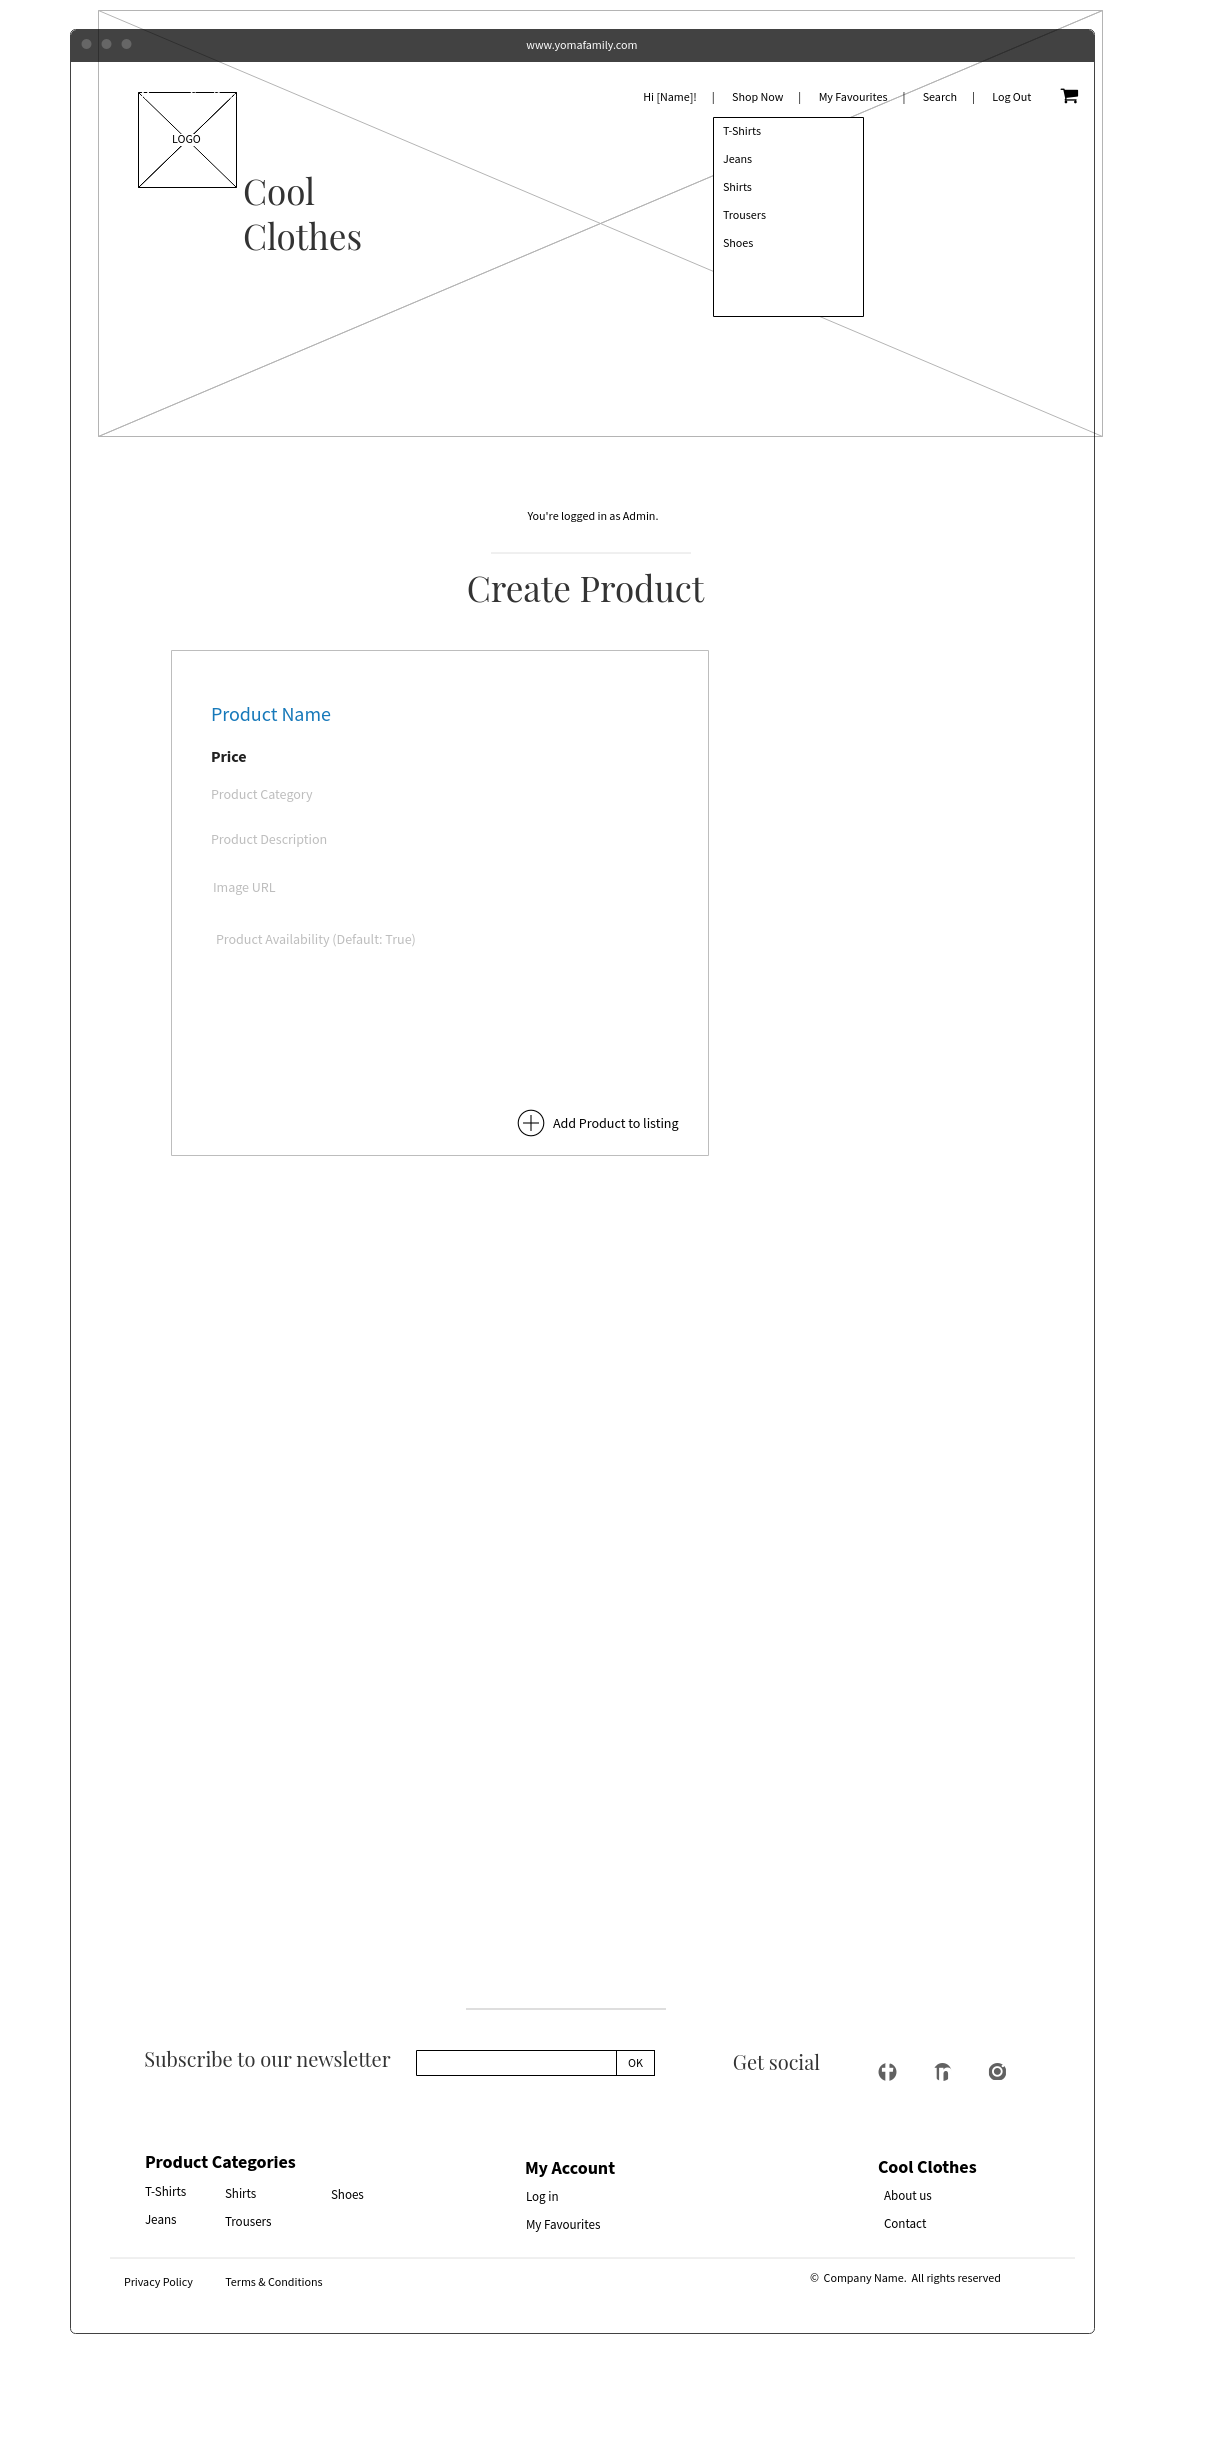 www.yomafamily.com
Hi [Name]! | Shop Now | My Favourites | Search | Log Out
LOGO
Cool
Clothes
T-Shirts
Jeans
Shirts
Trousers
Shoes
You're logged in as Admin.
Create Product
Product Name
Price
Product Category
Product Description
Image URL
Product Availability (Default: True)
Add Product to listing
Subscribe to our newsletter
OK
Get social
Product Categories
T-Shirts
Shirts
Shoes
Jeans
Trousers
My Account
Log in
My Favourites
Cool Clothes
About us
Contact
Privacy Policy
Terms & Conditions
© Company Name. All rights reserved